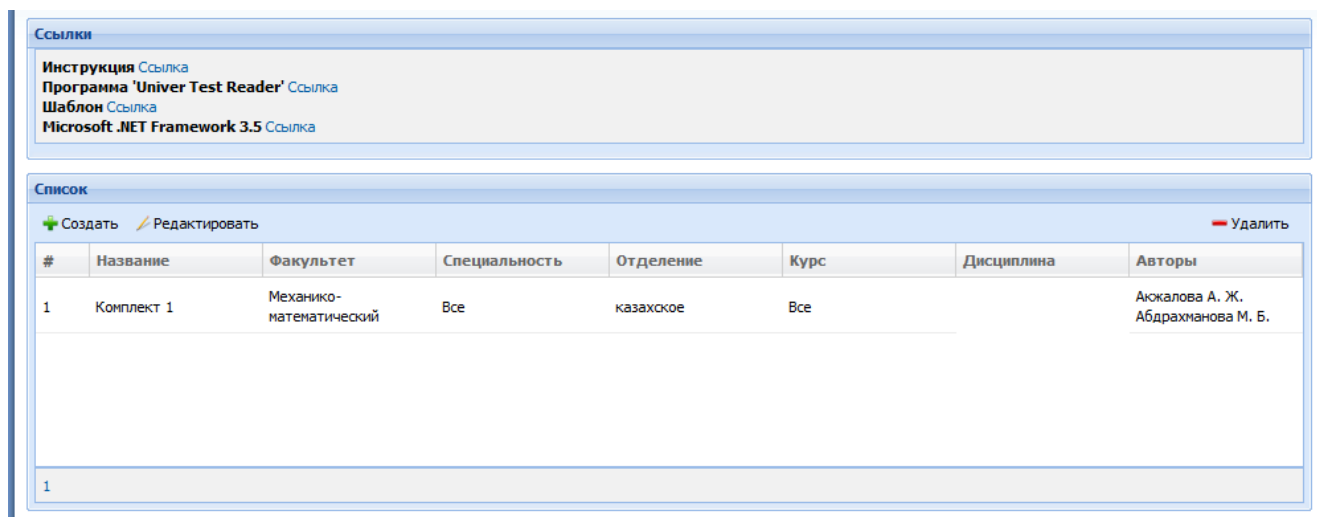 Ссылки
Инструкция Ссылка
Программа 'Univer Test Reader' Ссылка
Шаблон Ссылка
Microsoft .NET Framework 3.5 Ссылка
Список
Создать Редактировать Удалить
# Название Факультет Специальность Отделение Курс Дисциплина Авторы
1 Комплект 1 Механико-математический Все казахское Все Акжалова А. Ж.
Абдрахманова М. Б.
1